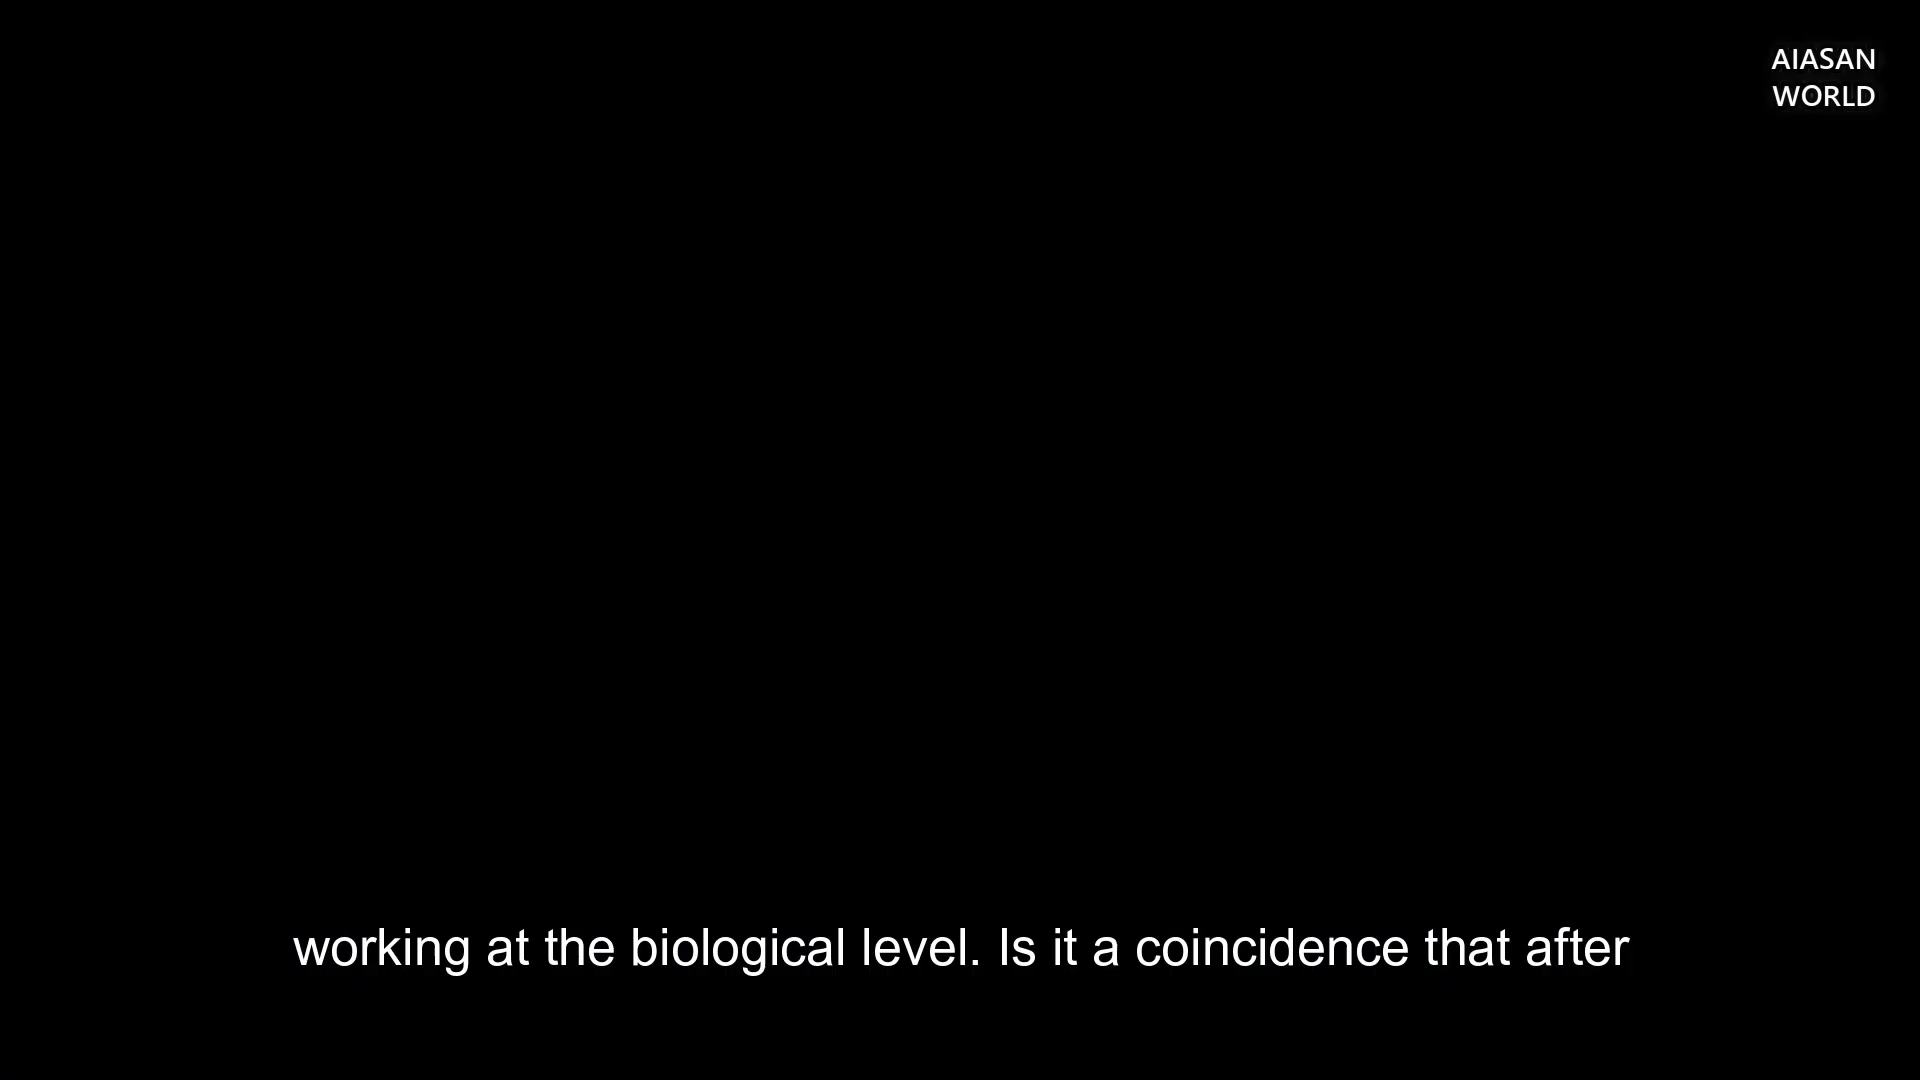 AIASAN
WORLD
working at the biological level. Is it a coincidence that after